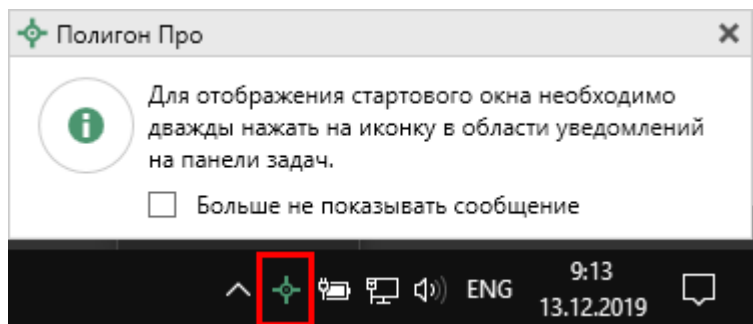 Полигон Про
Для отображения стартового окна необходимо
дважды нажать на иконку в области уведомлений
на панели задач.
Больше не показывать сообщение
ENG
9:13
13.12.2019